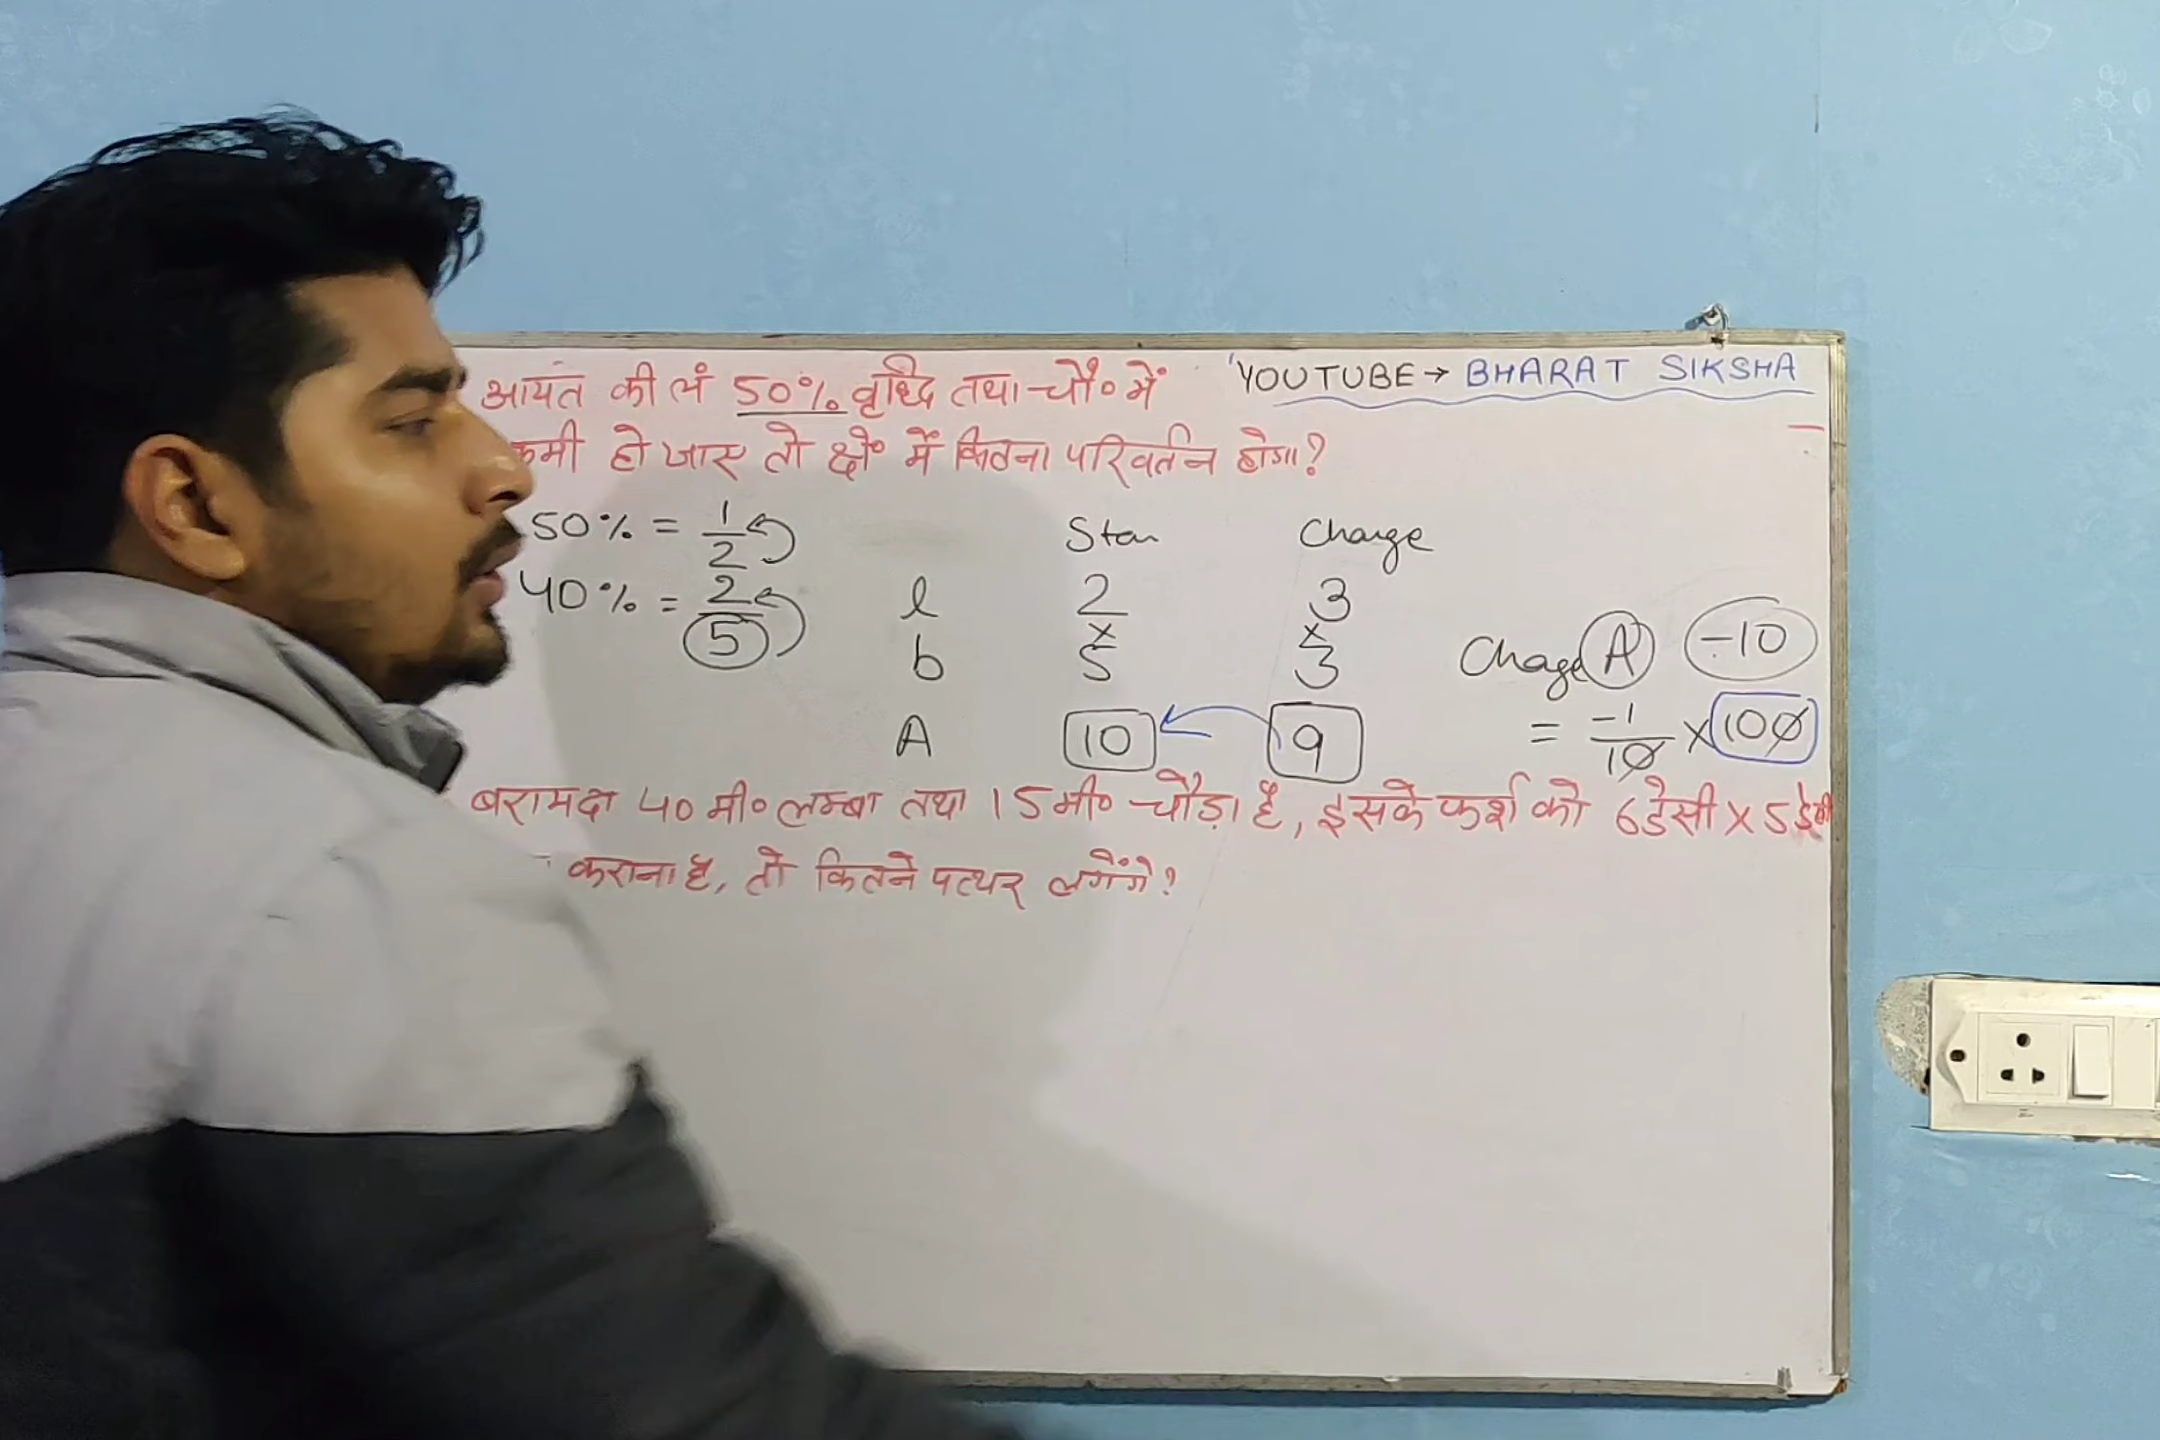 आयत की लं 50% वृध्दि तथा चौ० में
YOUTUBE → BHARAT SIKSHA
कमी हो जाए तो क्षे० में कितना परिवर्तन होगा?
50% = 1/2
40% = 2/5
Stan Change
l 2 3
× ×
b 5 3
A 10 9
Chage A -10
= -1/10 × 100
बरामदा 40 मी० लम्बा तथा 15 मी० चौड़ा है, इसके फर्श को 6 डेसी × 5 डेसी
कराना है, तो कितने पत्थर लगेंगे?